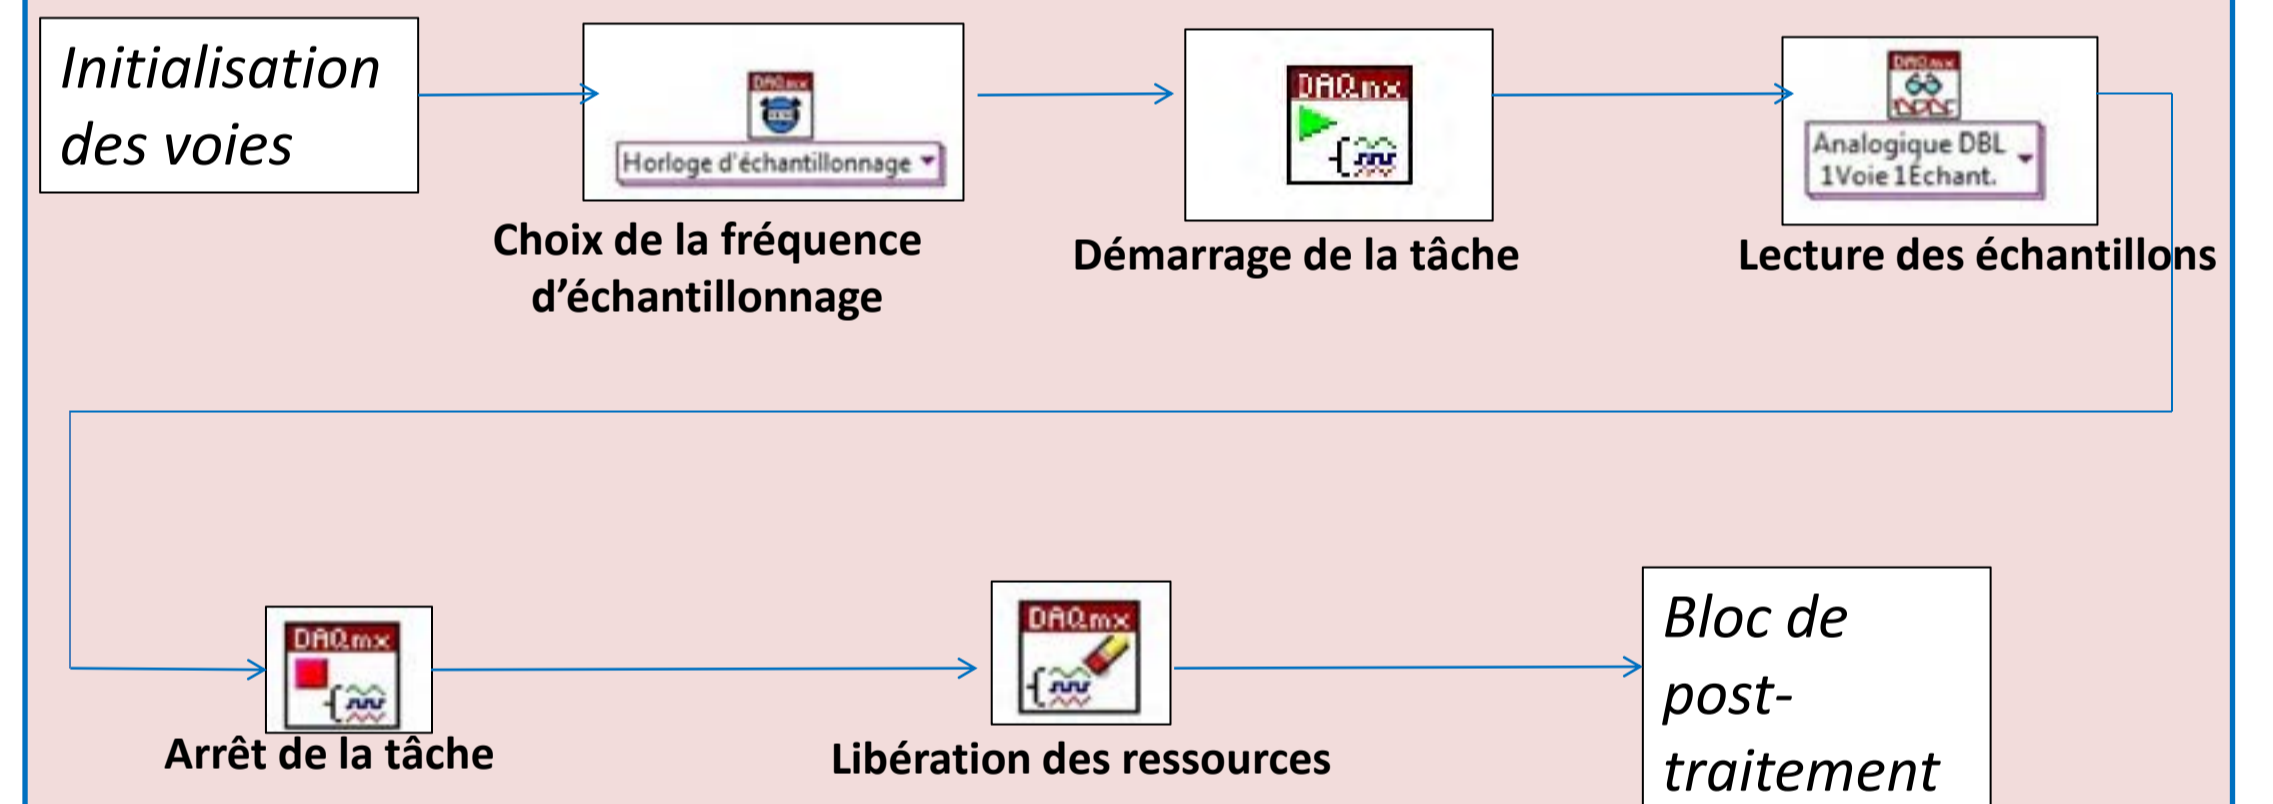 Initialisation
des voies
DAQmx
Horloge d'échantillonnage
Choix de la fréquence
d’échantillonnage
DAQmx
Démarrage de la tâche
DAQmx
Analogique DBL
1Voie 1Échant.
Lecture des échantillons
DAQmx
Arrêt de la tâche
DAQmx
Libération des ressources
Bloc de
post-
traitement